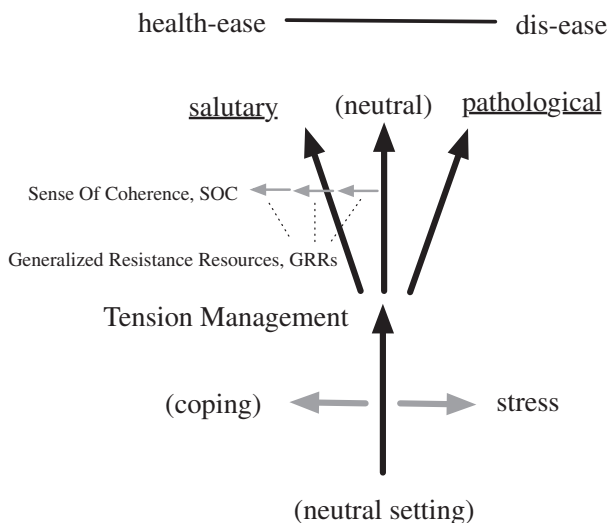 health-ease dis-ease
salutary (neutral) pathological
Sense Of Coherence, SOC
Generalized Resistance Resources, GRRs
Tension Management
(coping) stress
(neutral setting)